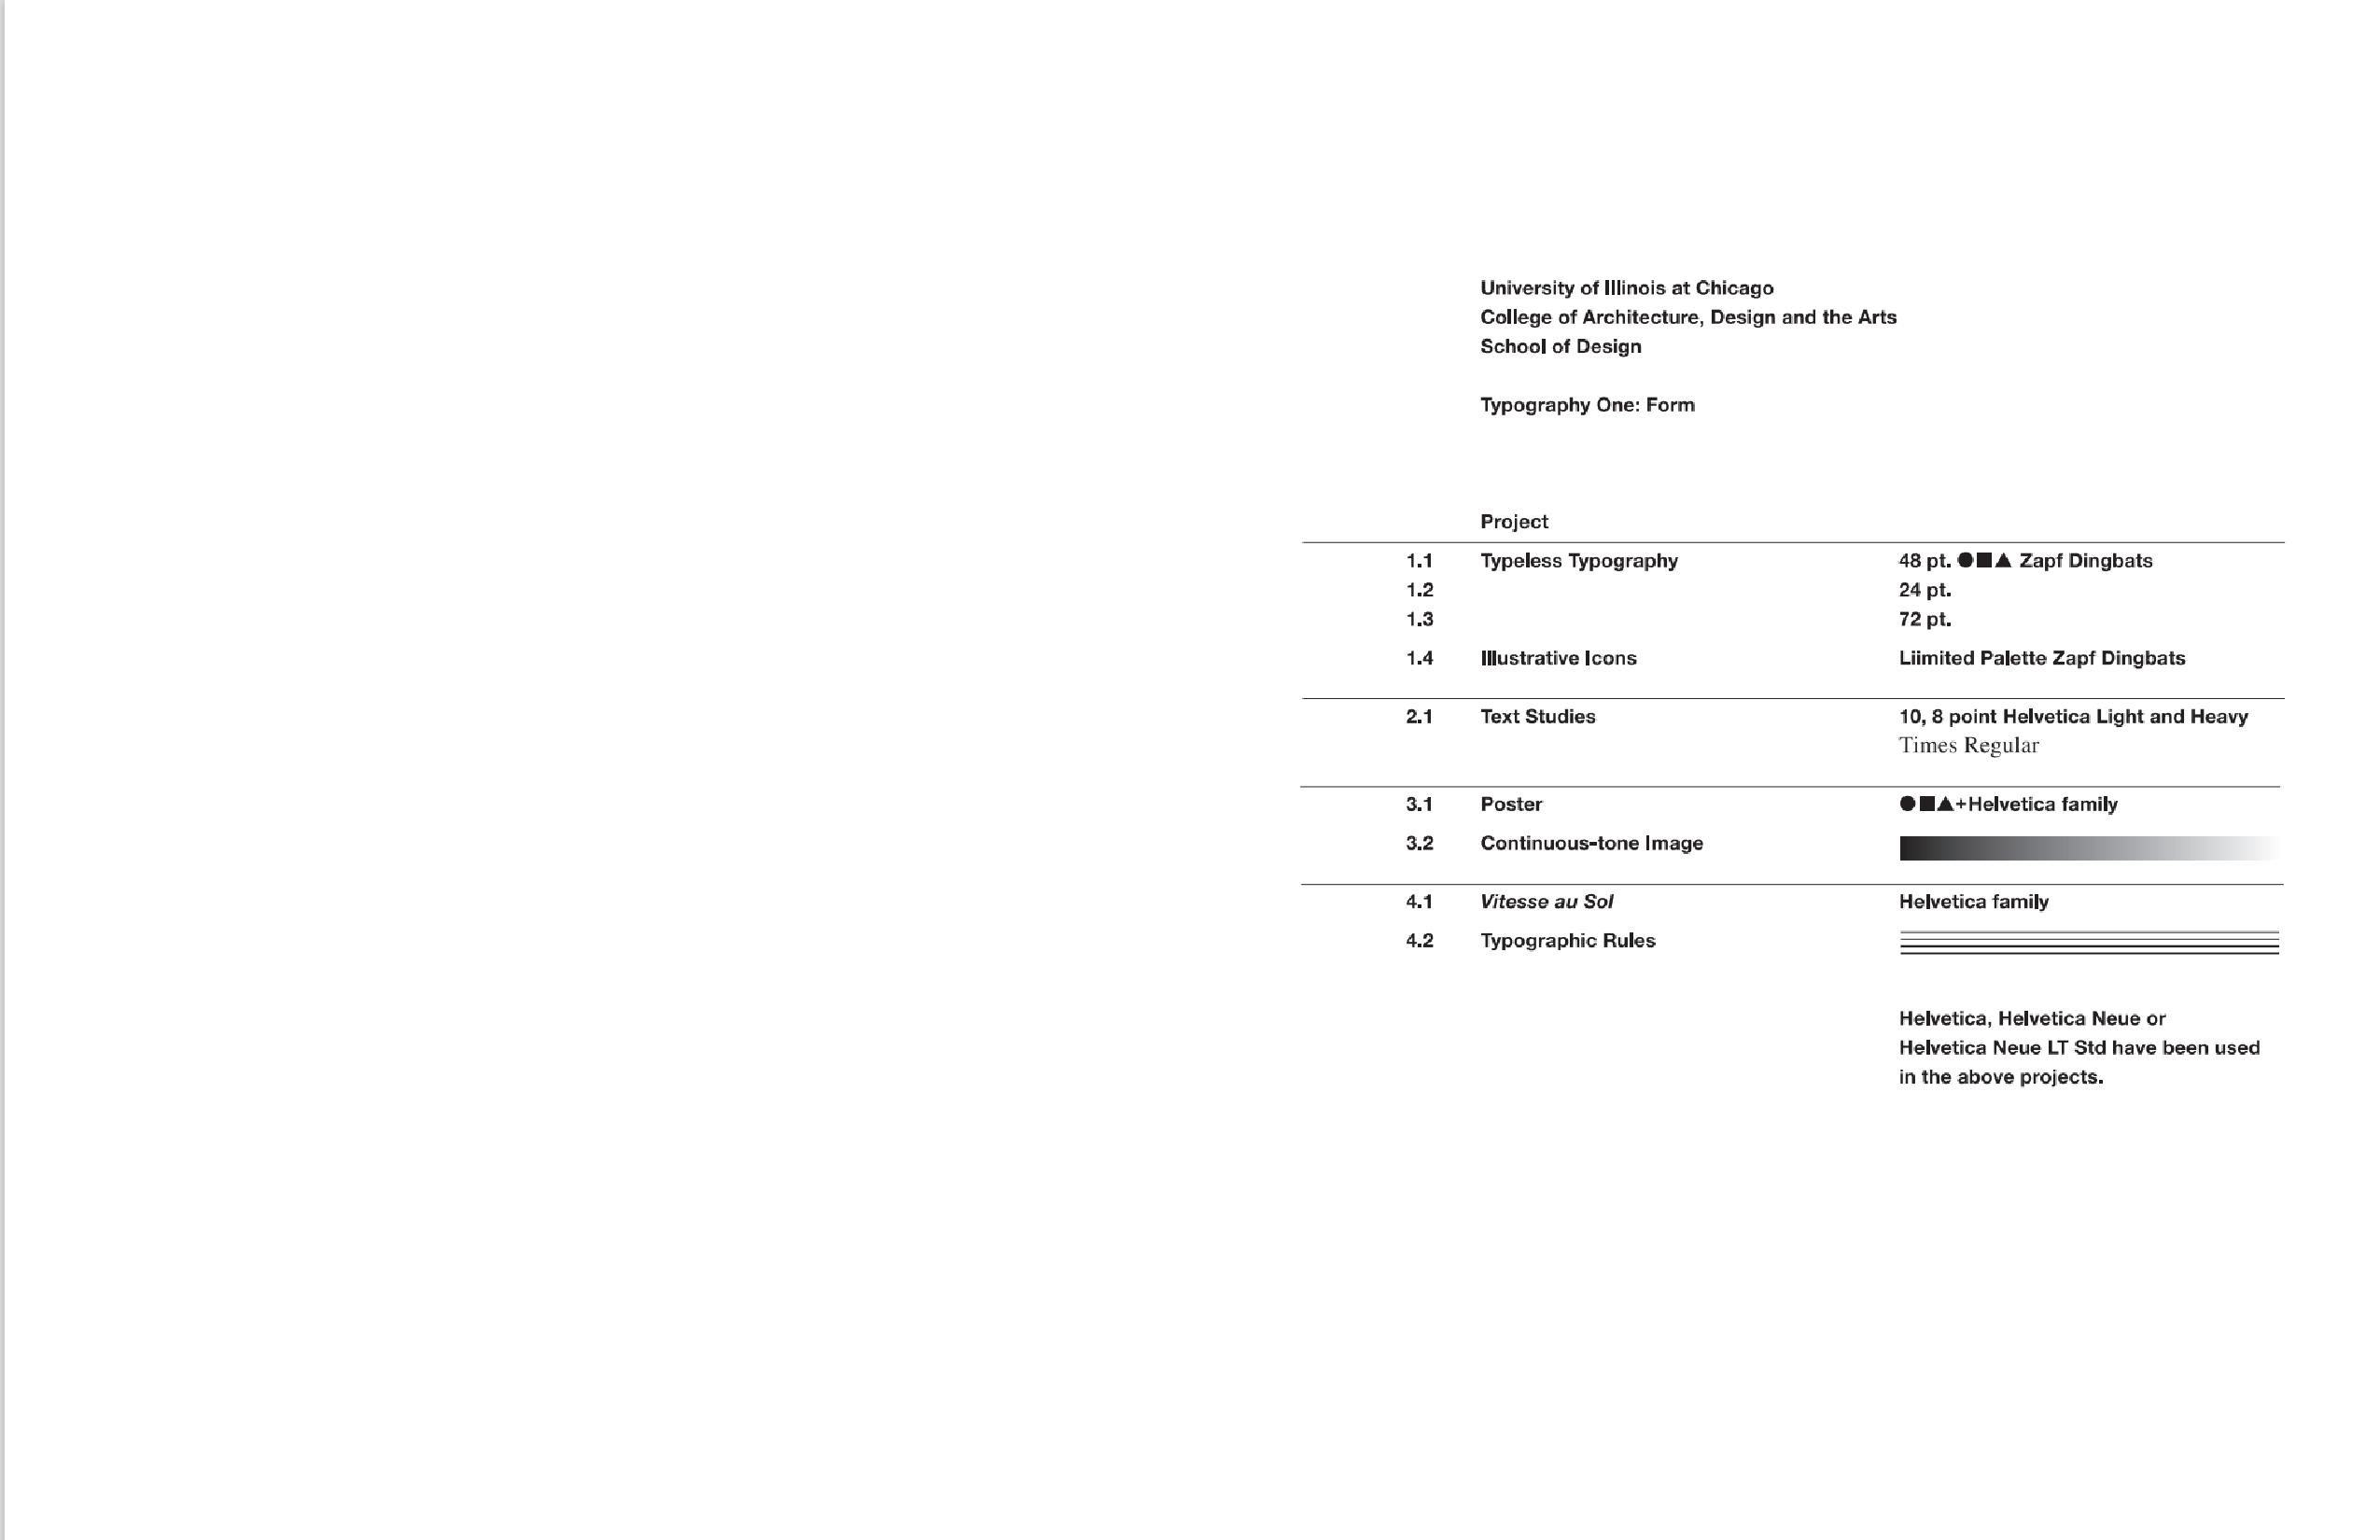 University of Illinois at Chicago
College of Architecture, Design and the Arts
School of Design
Typography One: Form
Project
1.1 Typeless Typography 48 pt. ●■▲ Zapf Dingbats
1.2 24 pt.
1.3 72 pt.
1.4 Illustrative Icons Liimited Palette Zapf Dingbats
2.1 Text Studies 10, 8 point Helvetica Light and Heavy
Times Regular
3.1 Poster ●■▲+Helvetica family
3.2 Continuous-tone Image
4.1 Vitesse au Sol Helvetica family
4.2 Typographic Rules
Helvetica, Helvetica Neue or
Helvetica Neue LT Std have been used
in the above projects.